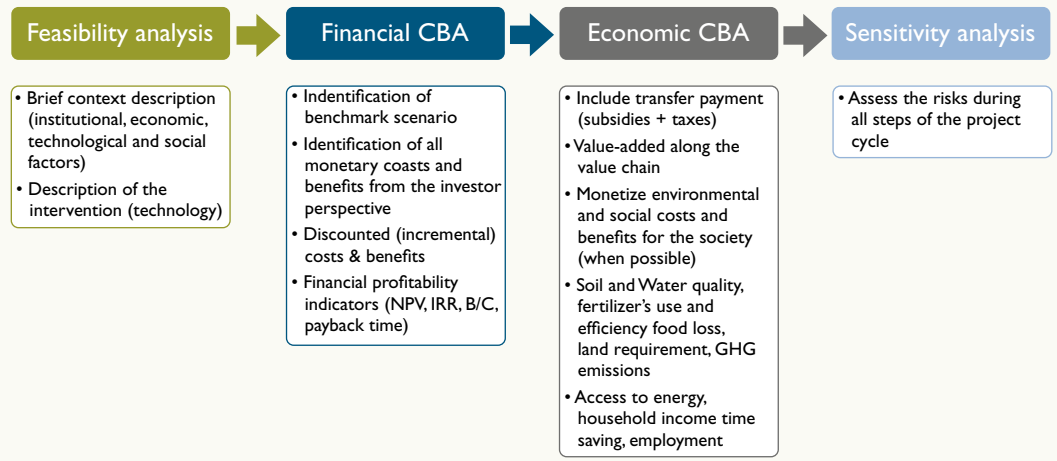 Feasibility analysis
Financial CBA
Economic CBA
Sensitivity analysis
• Brief context description
(institutional, economic,
technological and social
factors)
• Description of the
intervention (technology)
• Indentification of
benchmark scenario
• Identification of all
monetary coasts and
benefits from the investor
perspective
• Discounted (incremental)
costs & benefits
• Financial profitability
indicators (NPV, IRR, B/C,
payback time)
• Include transfer payment
(subsidies + taxes)
• Value-added along the
value chain
• Monetize environmental
and social costs and
benefits for the society
(when possible)
• Soil and Water quality,
fertilizer's use and
efficiency food loss,
land requirement, GHG
emissions
• Access to energy,
household income time
saving, employment
• Assess the risks during
all steps of the project
cycle